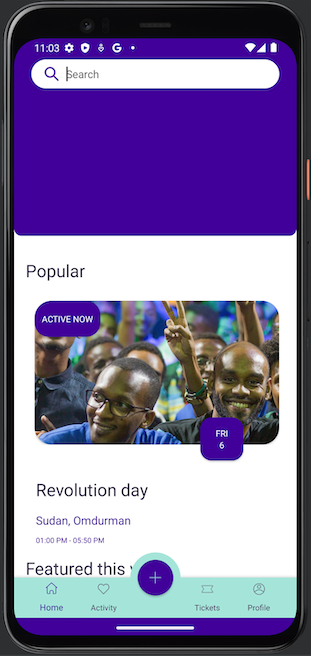 11:03
Search
Popular
ACTIVE NOW
FRI
6
Revolution day
Sudan, Omdurman
01:00 PM - 05:50 PM
Featured this
Home
Activity
Tickets
Profile